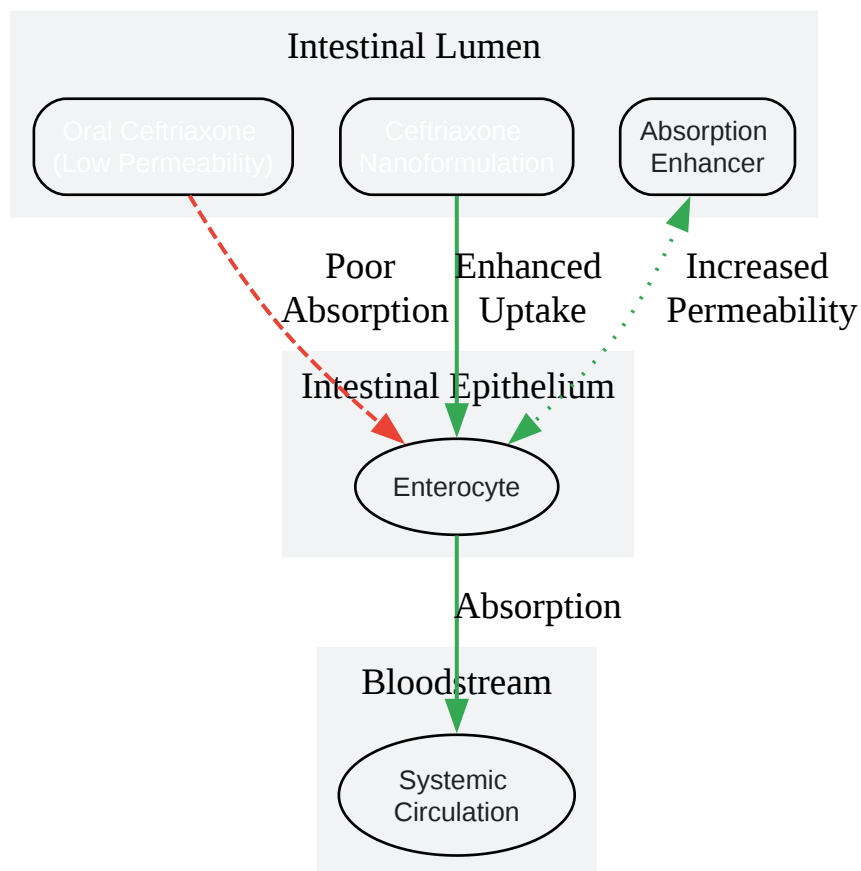 Intestinal Lumen
Oral Ceftriaxone
(Low Permeability)
Ceftriaxone
Nanoformulation
Absorption
Enhancer
Poor
Absorption
Enhanced
Uptake
Increased
Permeability
Intestinal Epithelium
Enterocyte
Absorption
Bloodstream
Systemic
Circulation